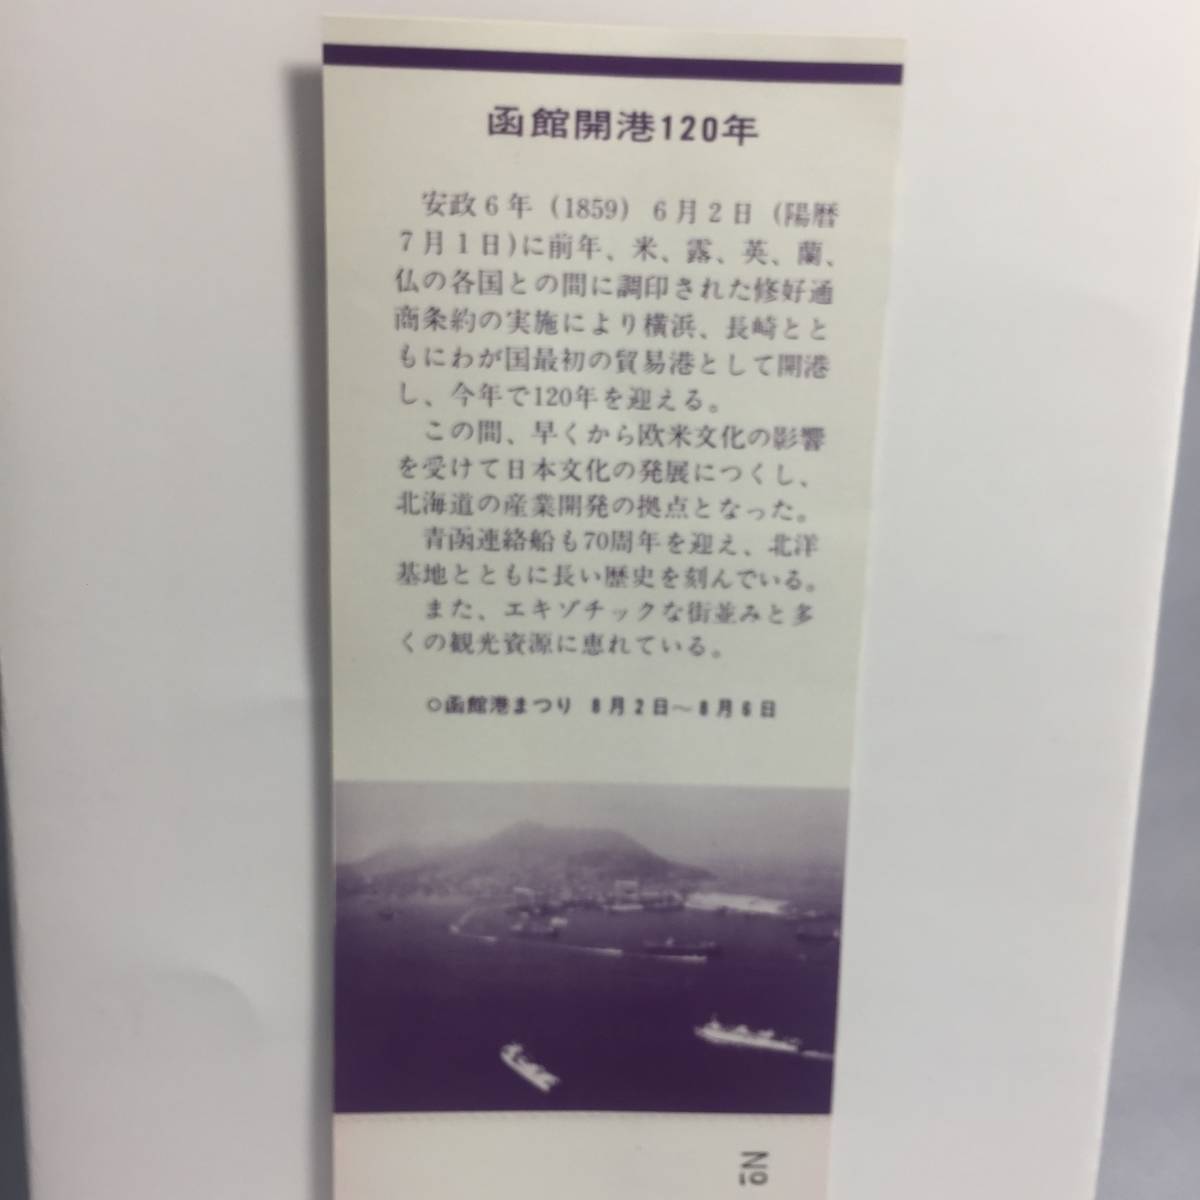 函館開港120年
安政6年（1859）6月2日（陽暦
7月1日)に前年、米、露、英、蘭、
仏の各国との間に調印された修好通
商条約の実施により横浜、長崎とと
もにわが国最初の貿易港として開港
し、今年で120年を迎える。
この間、早くから欧米文化の影響
を受けて日本文化の発展につくし、
北海道の産業開発の拠点となった。
青函連絡船も70周年を迎え、北洋
基地とともに長い歴史を刻んでいる。
また、エキゾチックな街並みと多
くの観光資源に恵れている。
○函館港まつり 8月2日〜8月6日
№